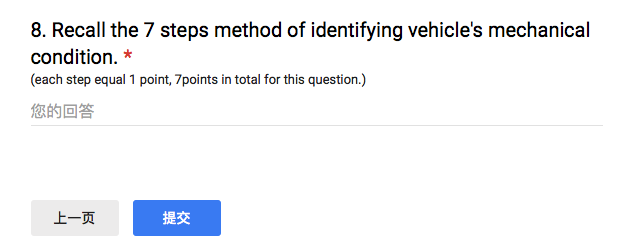 8. Recall the 7 steps method of identifying vehicle's mechanical
condition. *
(each step equal 1 point, 7points in total for this question.)
您的回答
上一页
提交